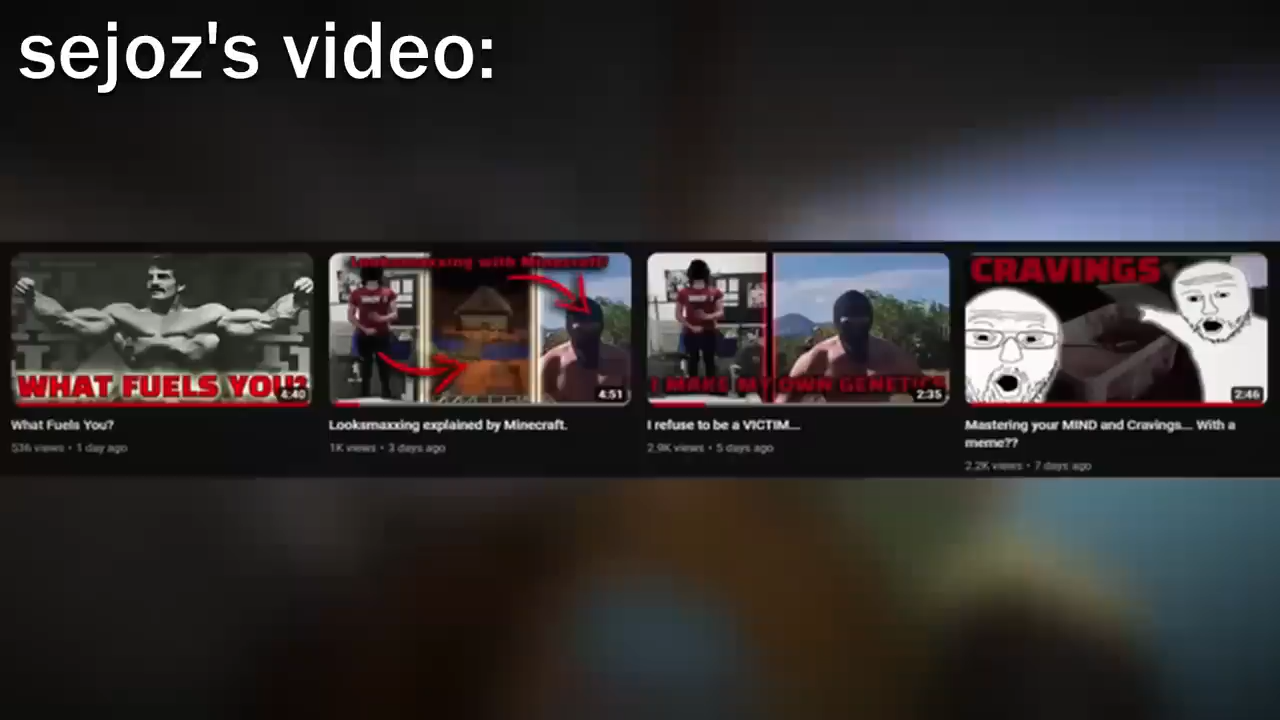 sejoz's video:
WHAT FUELS YOU?
4:40
What Fuels You?
536 views • 1 day ago
Looksmaxxing with Minecraft?
4:51
Looksmaxxing explained by Minecraft.
1K views • 3 days ago
I MAKE MY OWN GENETICS
2:35
I refuse to be a VICTIM...
2.9K views • 5 days ago
CRAVINGS
2:46
Mastering your MIND and Cravings... With a
meme??
2.2K views • 7 days ago